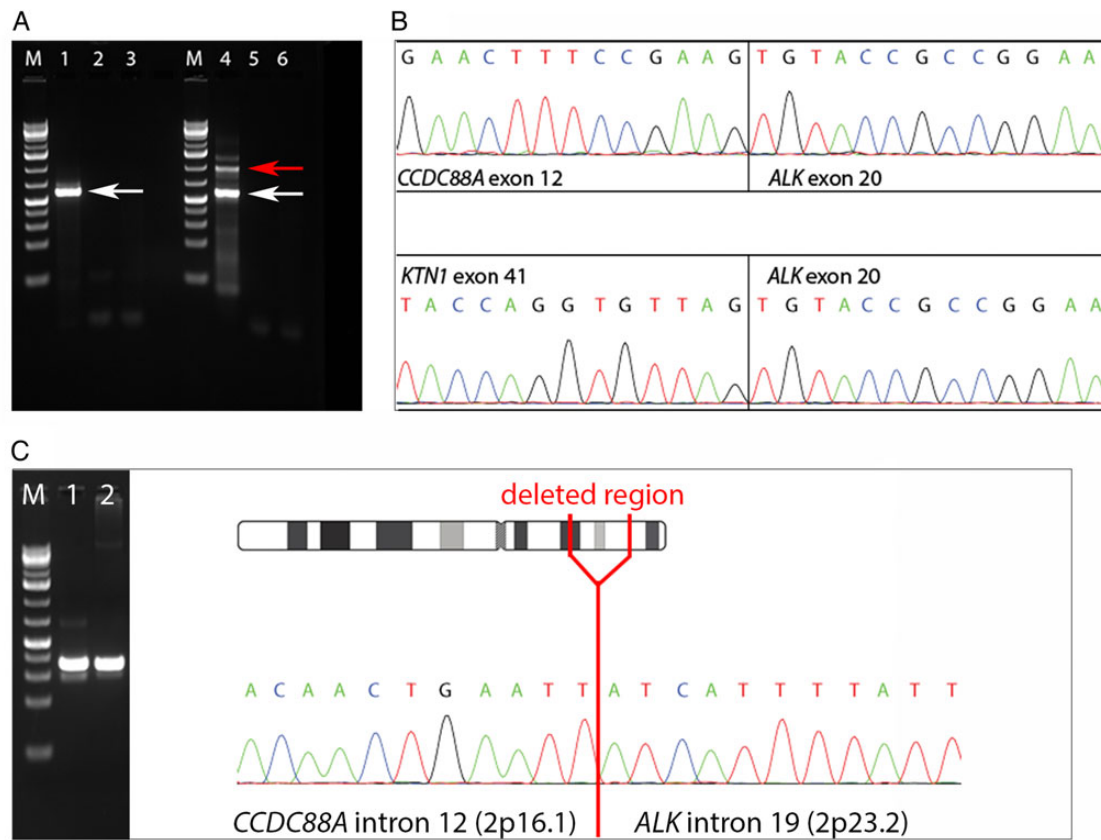 A
M 1 2 3 M 4 5 6
B
G A A C T T T C C G A A G T G T A C C G C C G G A A
CCDC88A exon 12 ALK exon 20
KTN1 exon 41 ALK exon 20
T A C C A G G T G T T A G T G T A C C G C C G G A A
C
M 1 2
deleted region
A C A A C T G A A T T A T C A T T T T A T T
CCDC88A intron 12 (2p16.1) ALK intron 19 (2p23.2)